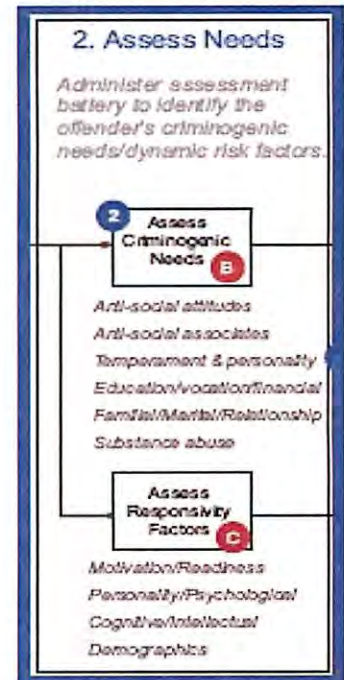 2. Assess Needs
Administer assessment
battery to identify the
offender's criminogenic
needs/dynamic risk factors.
2
Assess
Criminogenic
Needs
B
Anti-social attitudes
Anti-social associates
Temperament & personality
Education/vocation/financial
Familial/Marital/Relationship
Substance abuse
Assess
Responsivity
Factors
C
Motivation/Readiness
Personality/Psychological
Cognitive/Intellectual
Demographics